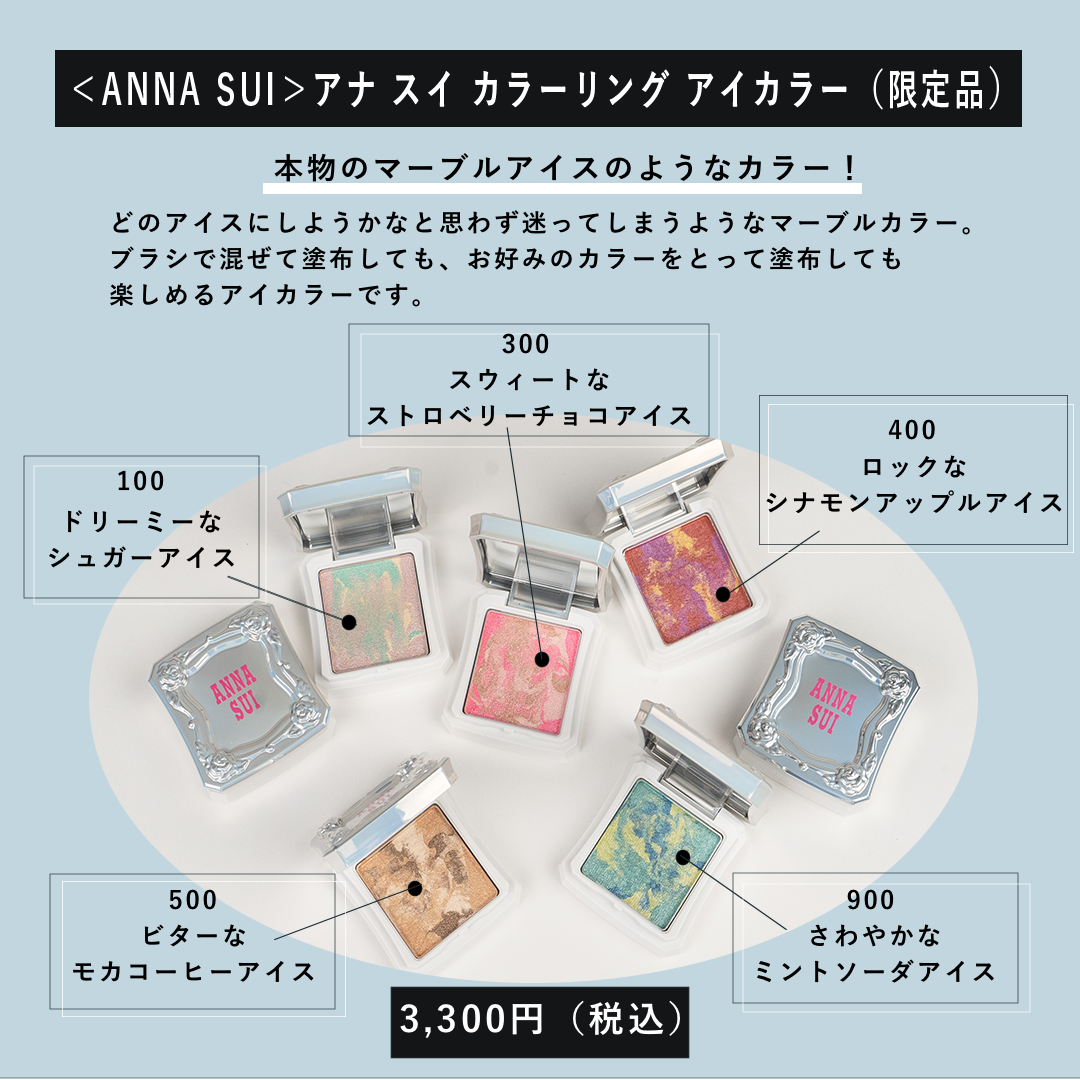 ＜ANNA SUI＞アナ スイ カラーリング アイカラー（限定品）
本物のマーブルアイスのようなカラー！
どのアイスにしようかなと思わず迷ってしまうようなマーブルカラー。
ブラシで混ぜて塗布しても、お好みのカラーをとって塗布しても
楽しめるアイカラーです。
300
スウィートな
ストロベリーチョコアイス
400
ロックな
シナモンアップルアイス
100
ドリーミーな
シュガーアイス
ANNA
SUI
ANNA
SUI
500
ビターな
モカコーヒーアイス
900
さわやかな
ミントソーダアイス
3,300円（税込）